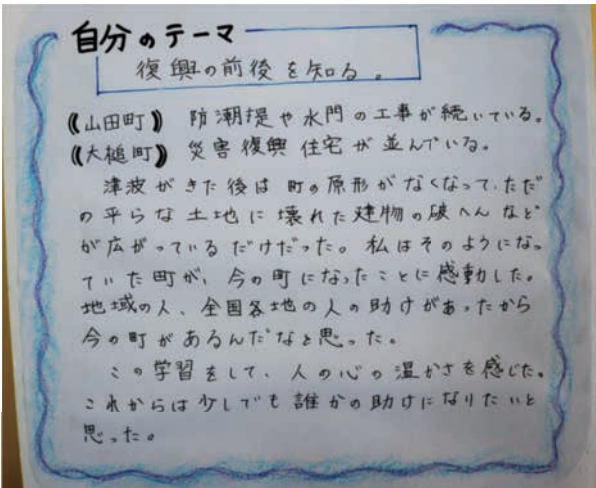 自分のテーマ
復興の前後を知る。
《山田町》 防潮堤や水門の工事が続いている。
《大槌町》 災害復興住宅が並んでいる。
津波がきた後は町の原形がなくなって、ただ
の平らな土地に壊れた建物の破へんなど
が広がっているだけだった。私はそのようになっ
ていた町が、今の町になったことに感動した。
地域の人、全国各地の人の助けがあったから
今の町があるんだなと思った。
この学習をして、人の心の温かさを感じた。
これからは少しでも誰かの助けになりたいと
思った。